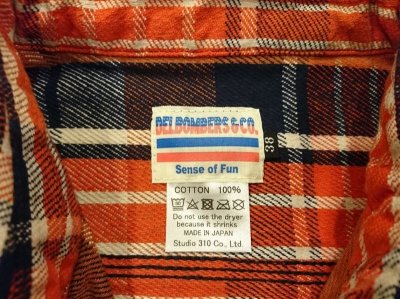 DELBOMBERS & CO.
Sense of Fun
38
COTTON 100%
Do not use the dryer
because it shrinks
MADE IN JAPAN
Studio 310 Co., Ltd.